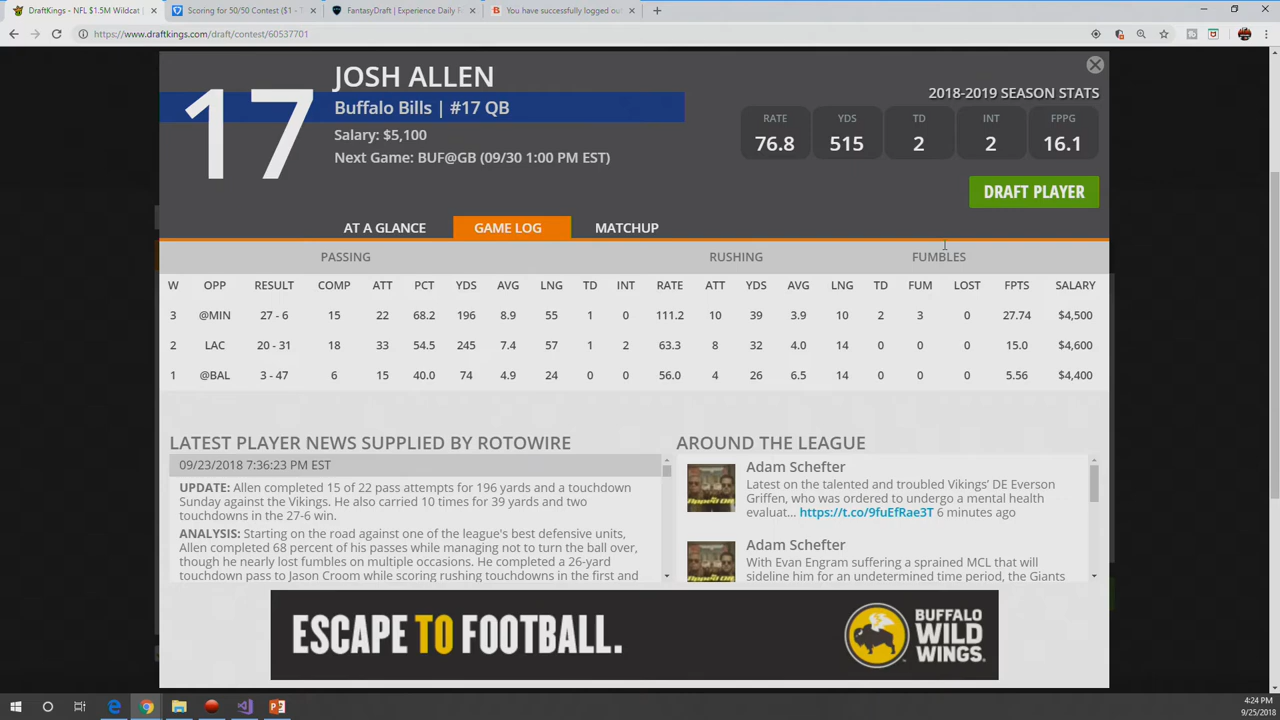 DraftKings - NFL $1.5M Wildcat
Scoring for 50/50 Contest ($1 - T
FantasyDraft | Experience Daily F
You have successfully logged out
https://www.draftkings.com/draft/contest/60537701
17
JOSH ALLEN
Buffalo Bills | #17 QB
Salary: $5,100
Next Game: BUF@GB (09/30 1:00 PM EST)
2018-2019 SEASON STATS
RATE YDS TD INT FPPG
76.8 515 2 2 16.1
DRAFT PLAYER
AT A GLANCE GAME LOG MATCHUP
PASSING RUSHING FUMBLES
W OPP RESULT COMP ATT PCT YDS AVG LNG TD INT RATE ATT YDS AVG LNG TD FUM LOST FPTS SALARY
3 @MIN 27 - 6 15 22 68.2 196 8.9 55 1 0 111.2 10 39 3.9 10 2 3 0 27.74 $4,500
2 LAC 20 - 31 18 33 54.5 245 7.4 57 1 2 63.3 8 32 4.0 14 0 0 0 15.0 $4,600
1 @BAL 3 - 47 6 15 40.0 74 4.9 24 0 0 56.0 4 26 6.5 14 0 0 0 5.56 $4,400
LATEST PLAYER NEWS SUPPLIED BY ROTOWIRE
09/23/2018 7:36:23 PM EST
UPDATE: Allen completed 15 of 22 pass attempts for 196 yards and a touchdown
Sunday against the Vikings. He also carried 10 times for 39 yards and two
touchdowns in the 27-6 win.
ANALYSIS: Starting on the road against one of the league's best defensive units,
Allen completed 68 percent of his passes while managing not to turn the ball over,
though he nearly lost fumbles on multiple occasions. He completed a 26-yard
touchdown pass to Jason Croom while scoring rushing touchdowns in the first and
AROUND THE LEAGUE
Adam Schefter
Latest on the talented and troubled Vikings' DE Everson
Griffen, who was ordered to undergo a mental health
evaluat... https://t.co/9fuEfRae3T 6 minutes ago
Adam Schefter
With Evan Engram suffering a sprained MCL that will
sideline him for an undetermined time period, the Giants
ESCAPE TO FOOTBALL.
BUFFALO
WILD
WINGS
4:24 PM
9/25/2018